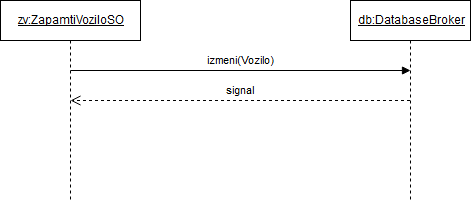 zv:ZapamtiVoziloSO
db:DatabaseBroker
izmeni(Vozilo)
signal